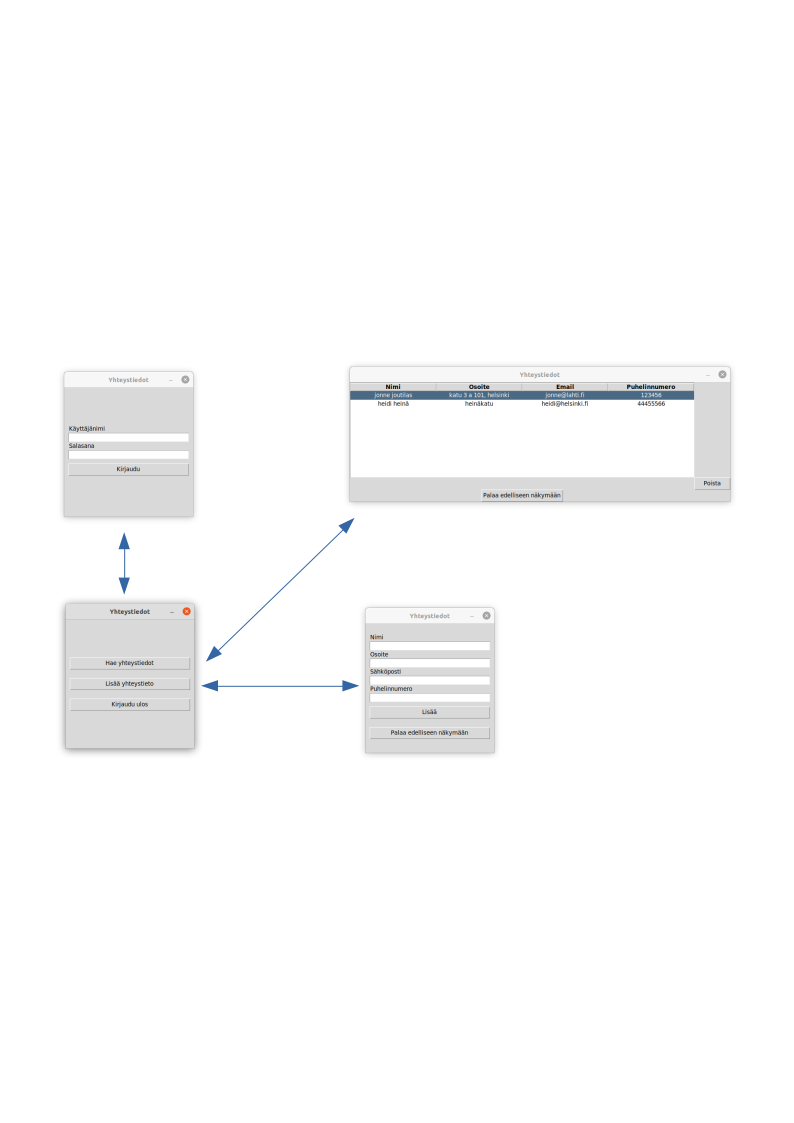 Yhteystiedot
Käyttäjänimi
Salasana
Kirjaudu
Yhteystiedot
Nimi Osoite Email Puhelinnumero
jonne joutilas katu 3 a 101, helsinki jonne@lahti.fi 123456
heidi heinä heinäkatu heidi@helsinki.fi 44455566
Poista
Palaa edelliseen näkymään
Yhteystiedot
Hae yhteystiedot
Lisää yhteystieto
Kirjaudu ulos
Yhteystiedot
Nimi
Osoite
Sähköposti
Puhelinnumero
Lisää
Palaa edelliseen näkymään